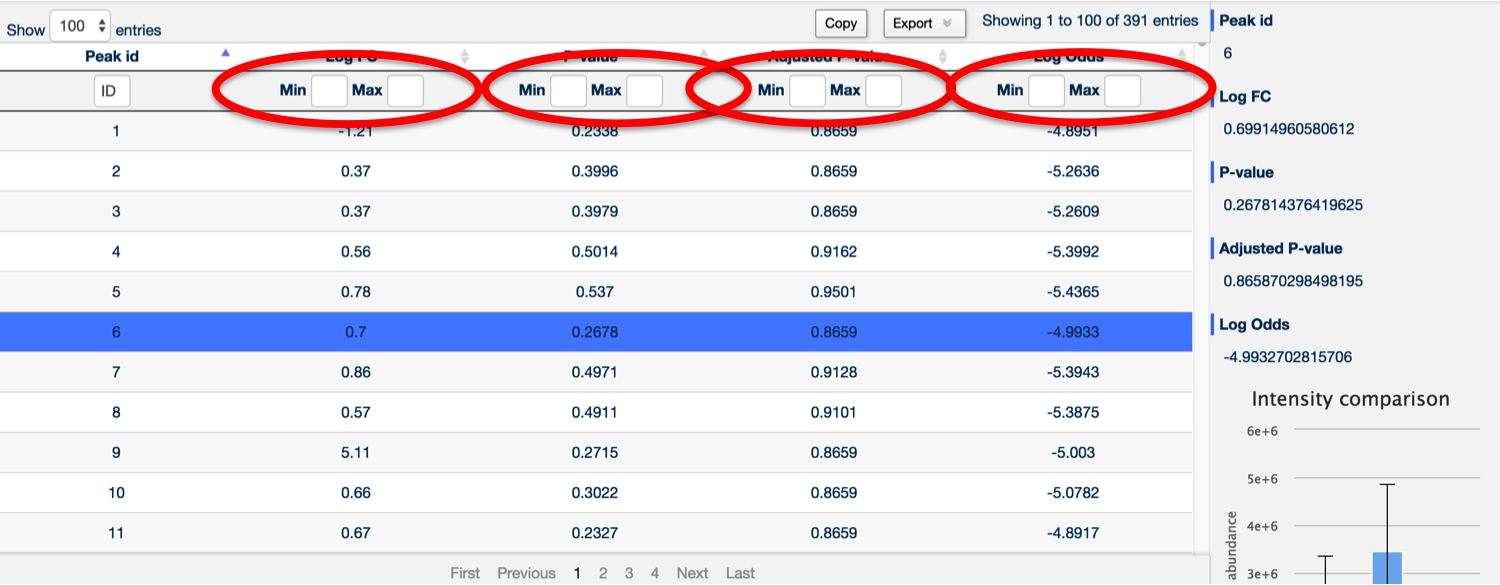 Show 100 entries Copy Export Showing 1 to 100 of 391 entries
Peak id Log FC P-value Adjusted P-value Log Odds
ID Min Max Min Max Min Max Min Max
1 -1.21 0.2338 0.8659 -4.8951
2 0.37 0.3996 0.8659 -5.2636
3 0.37 0.3979 0.8659 -5.2609
4 0.56 0.5014 0.9162 -5.3992
5 0.78 0.537 0.9501 -5.4365
6 0.7 0.2678 0.8659 -4.9933
7 0.86 0.4971 0.9128 -5.3943
8 0.57 0.4911 0.9101 -5.3875
9 5.11 0.2715 0.8659 -5.003
10 0.66 0.3022 0.8659 -5.0782
11 0.67 0.2327 0.8659 -4.8917
First Previous 1 2 3 4 Next Last
Peak id
6
Log FC
0.69914960580612
P-value
0.267814376419625
Adjusted P-value
0.865870298498195
Log Odds
-4.9932702815706
Intensity comparison
6e+6
5e+6
4e+6
3e+6
abundance